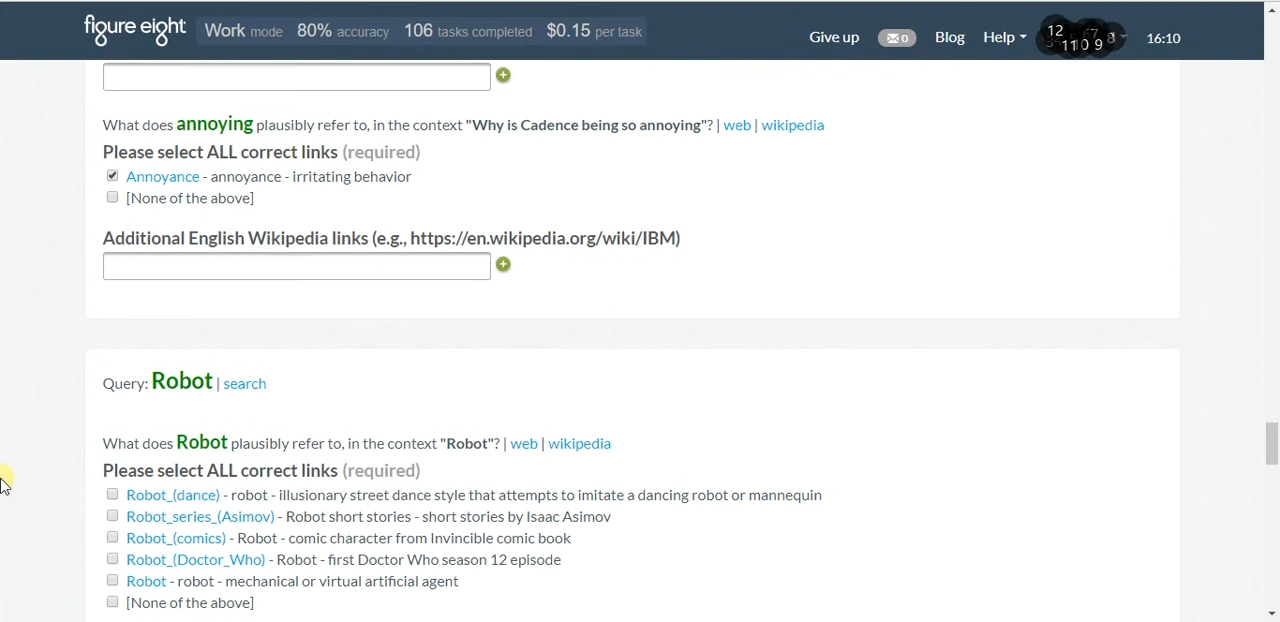 figure eight Work mode 80% accuracy 106 tasks completed $0.15 per task Give up 0 Blog Help 16:10
What does annoying plausibly refer to, in the context "Why is Cadence being so annoying"? | web | wikipedia
Please select ALL correct links (required)
Annoyance - annoyance - irritating behavior
[None of the above]
Additional English Wikipedia links (e.g., https://en.wikipedia.org/wiki/IBM)
Query: Robot | search
What does Robot plausibly refer to, in the context "Robot"? | web | wikipedia
Please select ALL correct links (required)
Robot_(dance) - robot - illusionary street dance style that attempts to imitate a dancing robot or mannequin
Robot_series_(Asimov) - Robot short stories - short stories by Isaac Asimov
Robot_(comics) - Robot - comic character from Invincible comic book
Robot_(Doctor_Who) - Robot - first Doctor Who season 12 episode
Robot - robot - mechanical or virtual artificial agent
[None of the above]